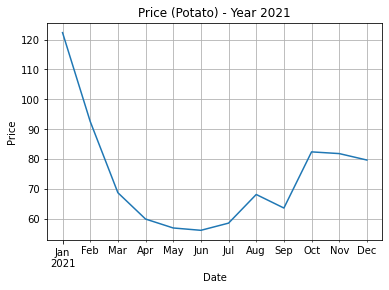 Price (Potato) - Year 2021
Price
120
110
100
90
80
70
60
Jan Feb Mar Apr May Jun Jul Aug Sep Oct Nov Dec
2021
Date